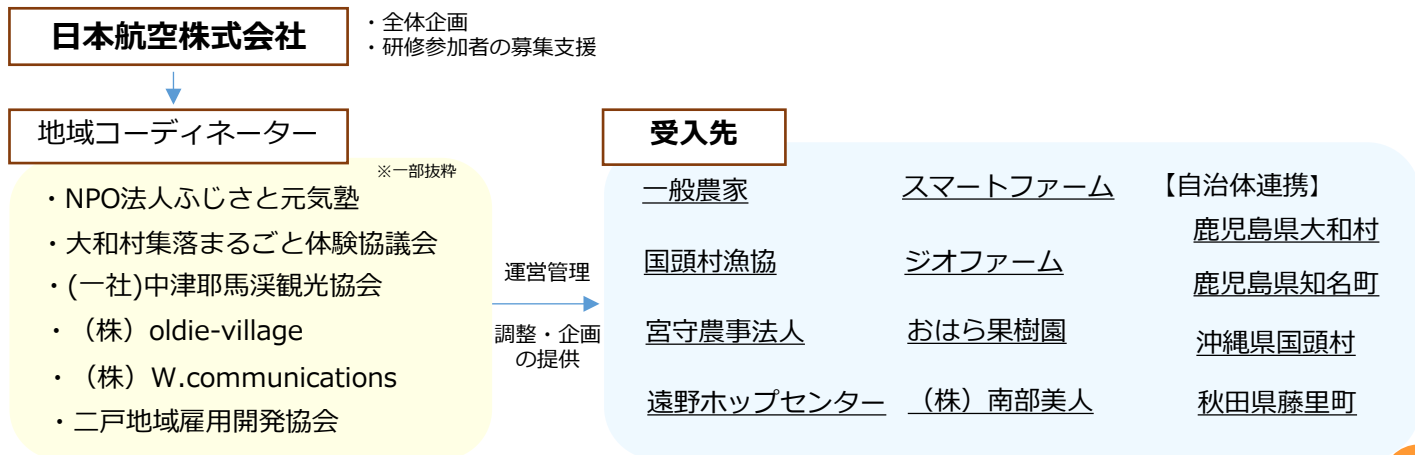 日本航空株式会社
・全体企画
・研修参加者の募集支援
地域コーディネーター
※一部抜粋
・NPO法人ふじさと元気塾
・大和村集落まるごと体験協議会
・(一社)中津耶馬渓観光協会
・（株）oldie-village
・（株）W.communications
・二戸地域雇用開発協会
運営管理
調整・企画
の提供
受入先
一般農家
国頭村漁協
宮守農事法人
遠野ホップセンター
スマートファーム
ジオファーム
おはら果樹園
（株）南部美人
【自治体連携】
鹿児島県大和村
鹿児島県知名町
沖縄県国頭村
秋田県藤里町